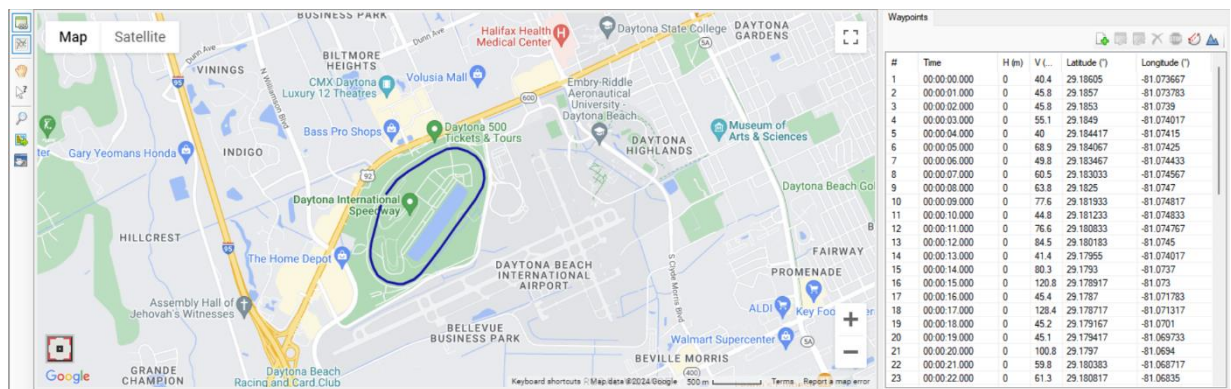 Map
Satellite
BUSINESS PARK
Dunn Ave
Dunn Ave
VININGS
N Williamson Blvd
BILTMORE
HEIGHTS
CMX Daytona
Luxury 12 Theatres
Volusia Mall
Halifax Health
Medical Center
Daytona State College
DAYTONA
GARDENS
5A
95
600
Embry-Riddle
Aeronautical
University -
Daytona Beach
Bass Pro Shops
Daytona 500
Tickets & Tours
Museum of
Arts & Sciences
ter
Gary Yeomans Honda
INDIGO
92
DAYTONA
HIGHLANDS
Daytona International
Speedway
Daytona Beach Gol
HILLCREST
95
The Home Depot
DAYTONA BEACH
INTERNATIONAL
AIRPORT
S Clyde Morris Blvd
FAIRWAY
PROMENADE
Assembly Hall of
Jehovah's Witnesses
ALDI
Key Foo
BELLEVUE
BUSINESS PARK
Walmart Supercenter
5A
BEVILLE MORRIS
400
GRANDE
CHAMPION
Daytona Beach
Racing and Card Club
Google
Keyboard shortcuts
Map data ©2024 Google
500 m
Terms
Report a map error
Waypoints
# Time H (m) V (... Latitude (°) Longitude (°)
1 00:00:00.000 0 40.4 29.18605 -81.073667
2 00:00:01.000 0 45.8 29.1857 -81.073783
3 00:00:02.000 0 45.8 29.1853 -81.0739
4 00:00:03.000 0 55.1 29.1849 -81.074017
5 00:00:04.000 0 40 29.184417 -81.07415
6 00:00:05.000 0 68.9 29.184067 -81.07425
7 00:00:06.000 0 49.8 29.183467 -81.074433
8 00:00:07.000 0 60.5 29.183033 -81.074567
9 00:00:08.000 0 63.8 29.1825 -81.0747
10 00:00:09.000 0 77.6 29.181933 -81.074817
11 00:00:10.000 0 44.8 29.181233 -81.074833
12 00:00:11.000 0 76.6 29.180833 -81.074767
13 00:00:12.000 0 84.5 29.180183 -81.0745
14 00:00:13.000 0 41.4 29.17955 -81.074017
15 00:00:14.000 0 80.3 29.1793 -81.0737
16 00:00:15.000 0 120.8 29.178917 -81.073
17 00:00:16.000 0 45.4 29.1787 -81.071783
18 00:00:17.000 0 128.4 29.178717 -81.071317
19 00:00:18.000 0 45.2 29.179167 -81.0701
20 00:00:19.000 0 45.1 29.179417 -81.069733
21 00:00:20.000 0 100.8 29.1797 -81.0694
22 00:00:21.000 0 59.8 29.180383 -81.068717
23 00:00:22.000 0 61.3 29.180817 -81.06835